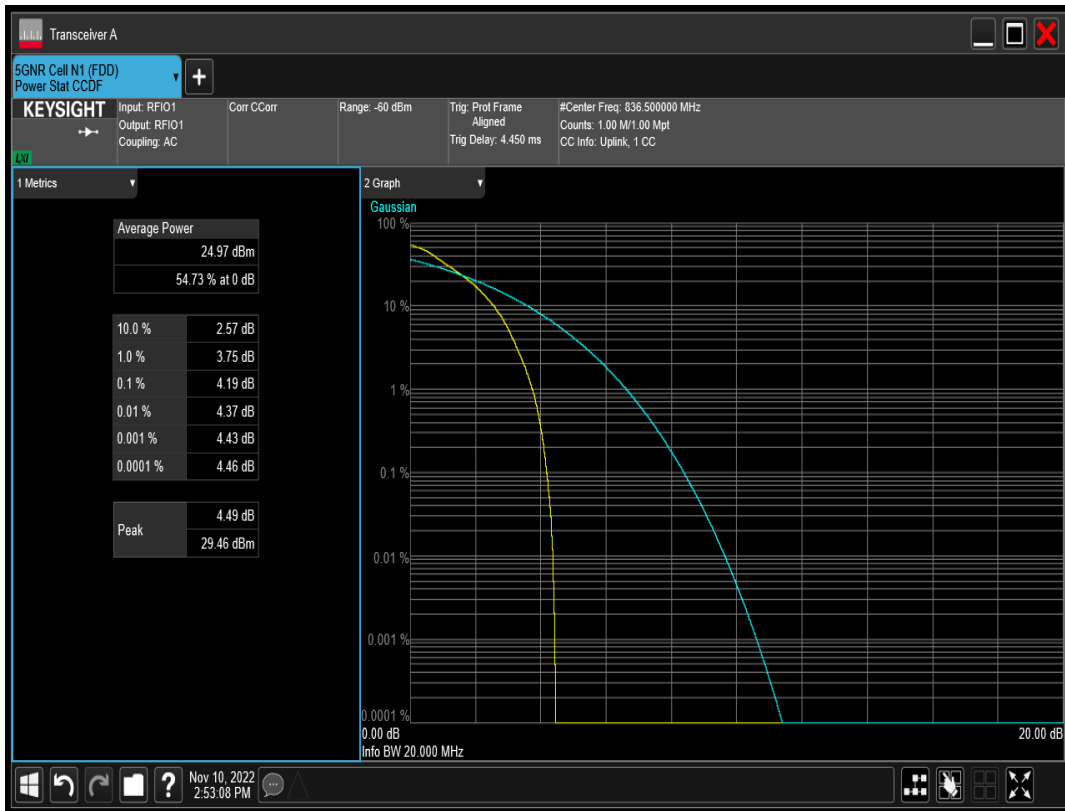 Transceiver A
5GNR Cell N1 (FDD)
Power Stat CCDF
KEYSIGHT
LXI
Input: RFIO1
Output: RFIO1
Coupling: AC
Corr CCorr
Range: -60 dBm
Trig: Prot Frame
Aligned
Trig Delay: 4.450 ms
#Center Freq: 836.500000 MHz
Counts: 1.00 M/1.00 Mpt
CC Info: Uplink, 1 CC
1 Metrics
Average Power
24.97 dBm
54.73 % at 0 dB
10.0 % 2.57 dB
1.0 % 3.75 dB
0.1 % 4.19 dB
0.01 % 4.37 dB
0.001 % 4.43 dB
0.0001 % 4.46 dB
Peak
4.49 dB
29.46 dBm
2 Graph
Gaussian
100 %
10 %
1 %
0.1 %
0.01 %
0.001 %
0.0001 %
0.00 dB 20.00 dB
Info BW 20.000 MHz
Nov 10, 2022
2:53:08 PM